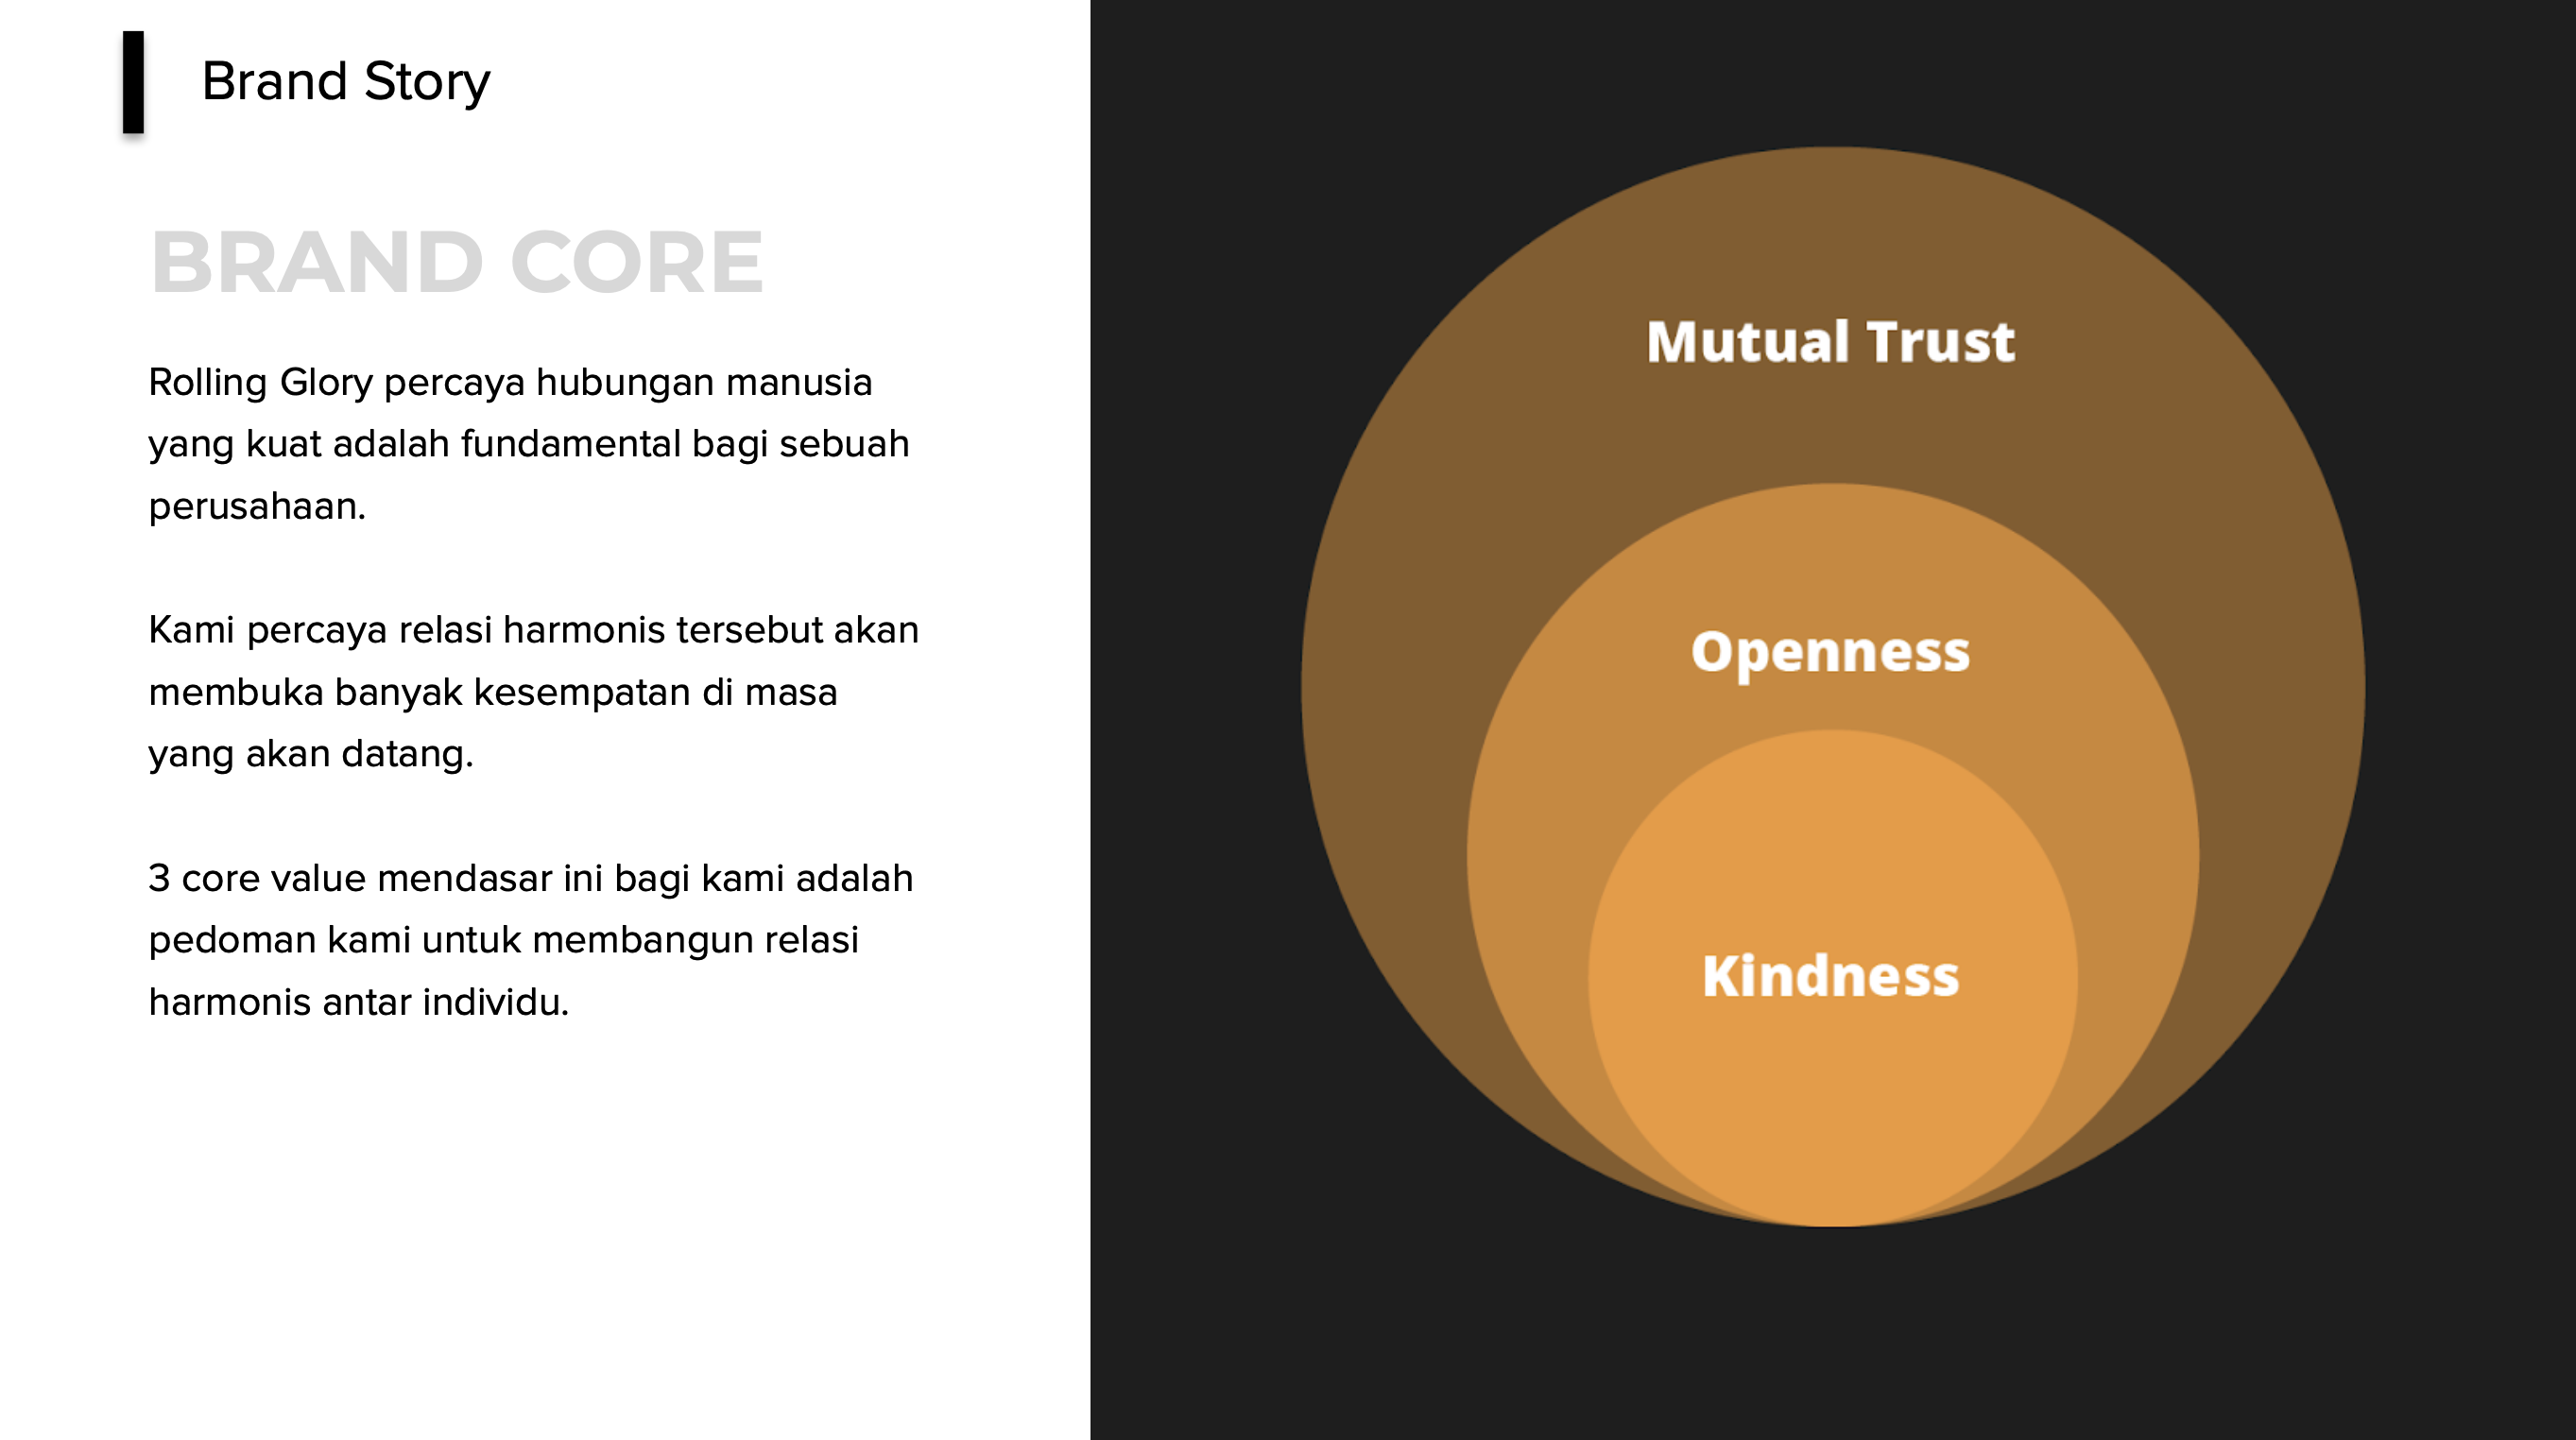 Brand Story
BRAND CORE
Rolling Glory percaya hubungan manusia
yang kuat adalah fundamental bagi sebuah
perusahaan.
Kami percaya relasi harmonis tersebut akan
membuka banyak kesempatan di masa
yang akan datang.
3 core value mendasar ini bagi kami adalah
pedoman kami untuk membangun relasi
harmonis antar individu.
Mutual Trust
Openness
Kindness